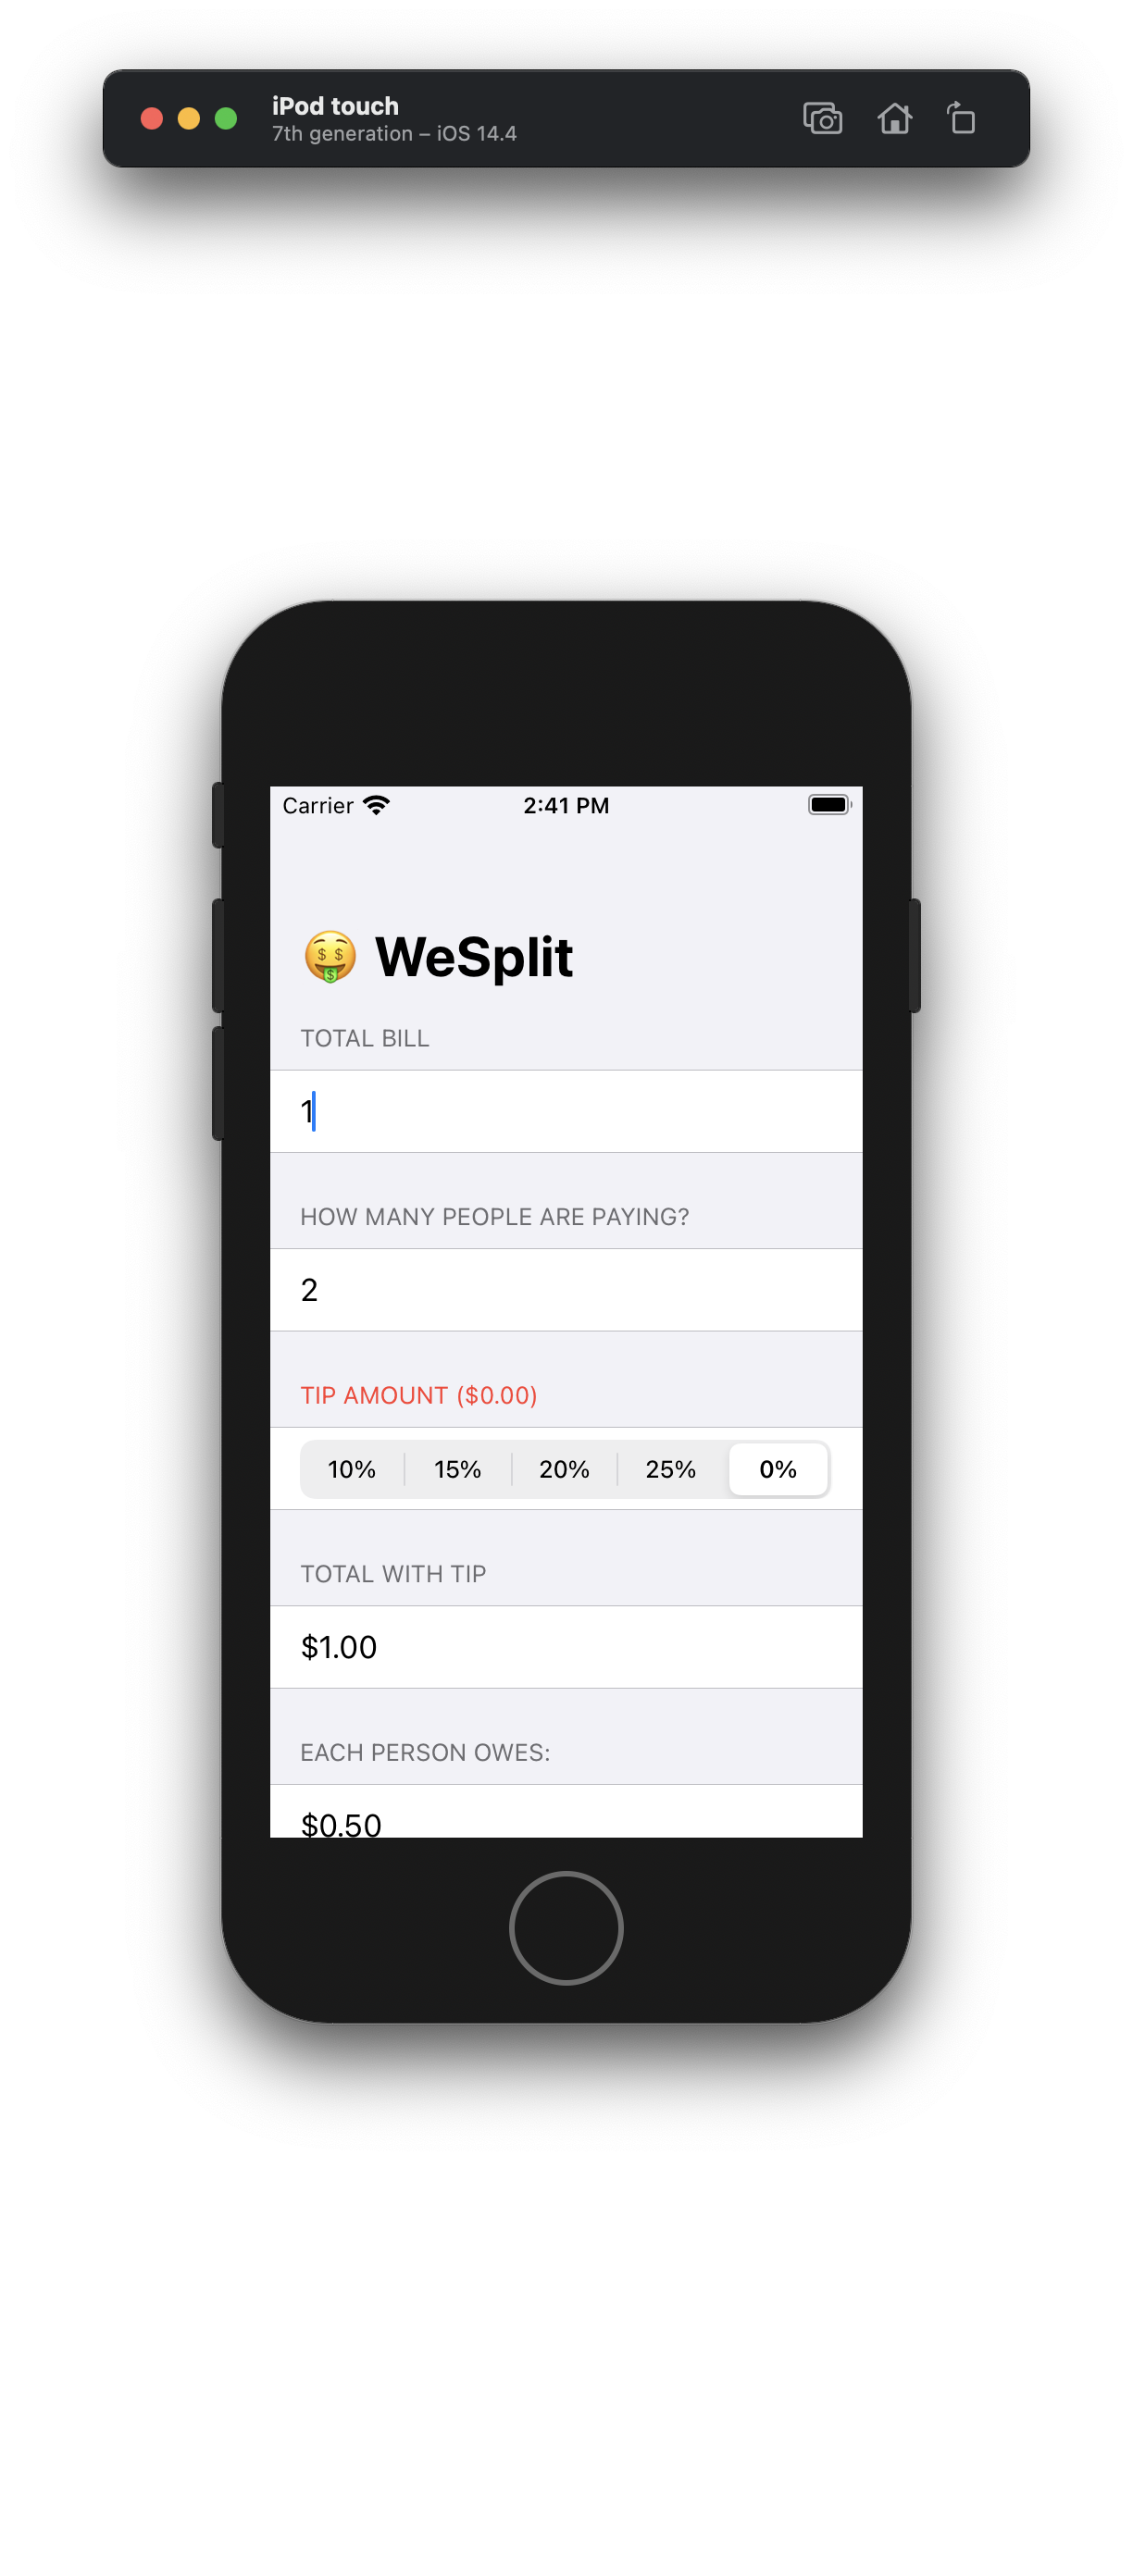 iPod touch
7th generation – iOS 14.4
Carrier 2:41 PM
🤑 WeSplit
TOTAL BILL
1
HOW MANY PEOPLE ARE PAYING?
2
TIP AMOUNT ($0.00)
10% 15% 20% 25% 0%
TOTAL WITH TIP
$1.00
EACH PERSON OWES:
$0.50